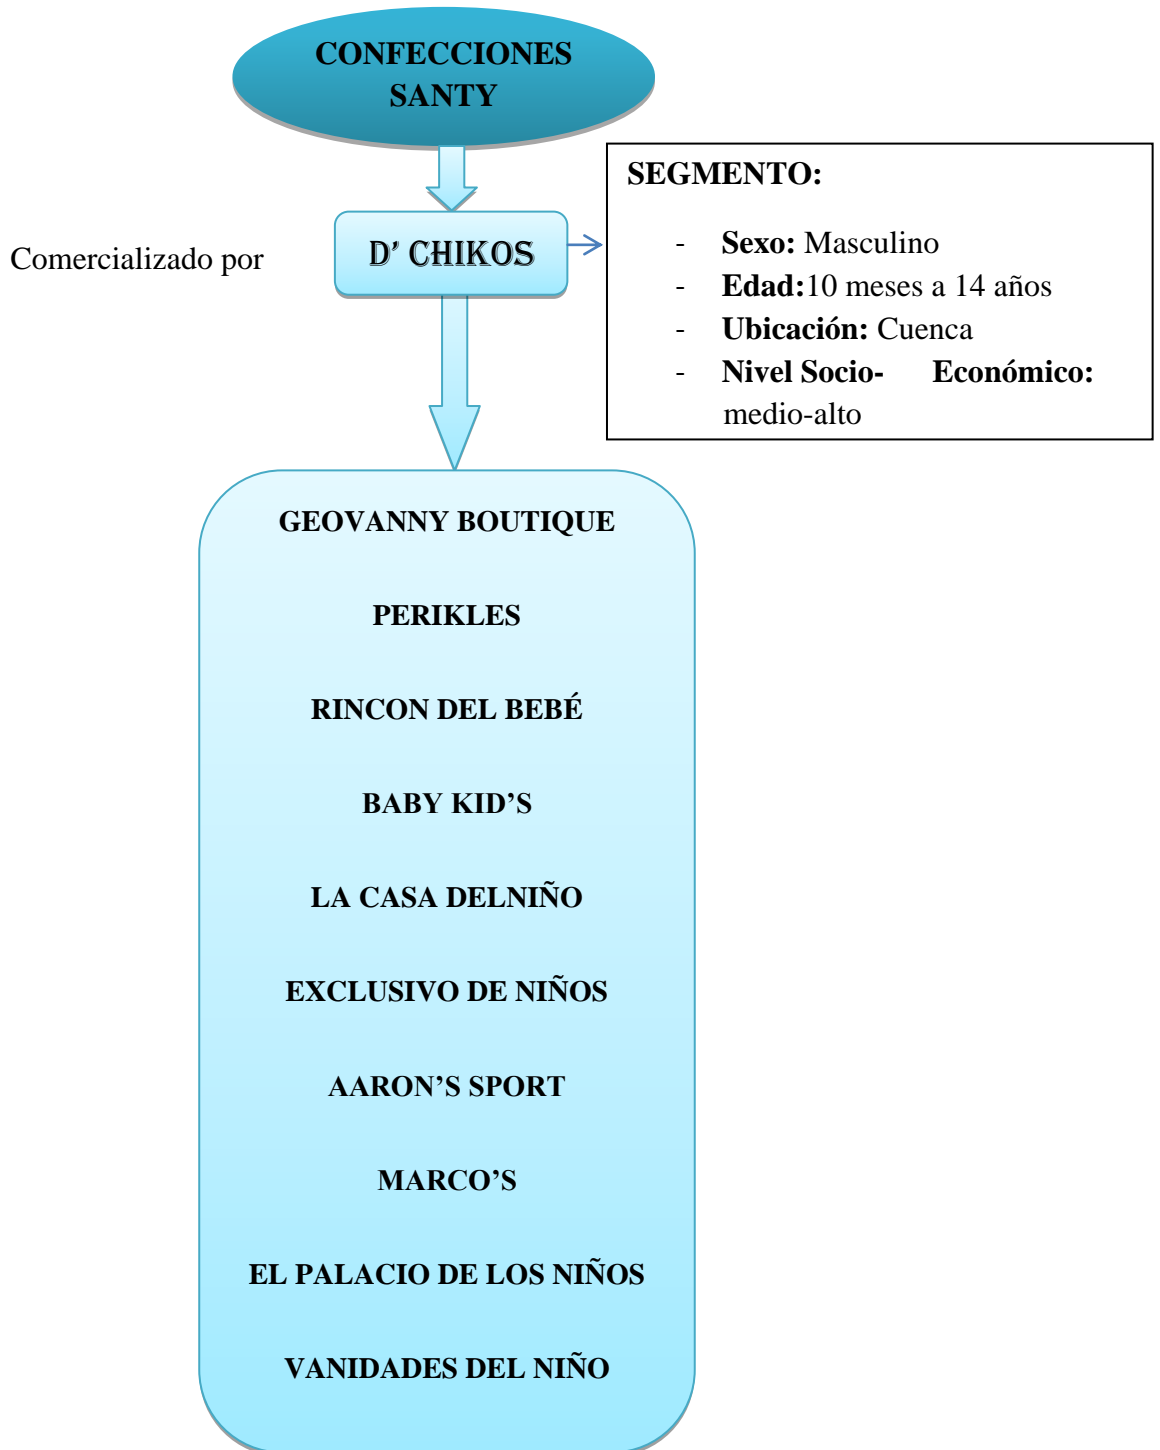 CONFECCIONES
SANTY
SEGMENTO:
- Sexo: Masculino
- Edad:10 meses a 14 años
- Ubicación: Cuenca
- Nivel Socio- Económico:
medio-alto
Comercializado por
D' CHIKOS
GEOVANNY BOUTIQUE
PERIKLES
RINCON DEL BEBÉ
BABY KID’S
LA CASA DELNIÑO
EXCLUSIVO DE NIÑOS
AARON’S SPORT
MARCO’S
EL PALACIO DE LOS NIÑOS
VANIDADES DEL NIÑO